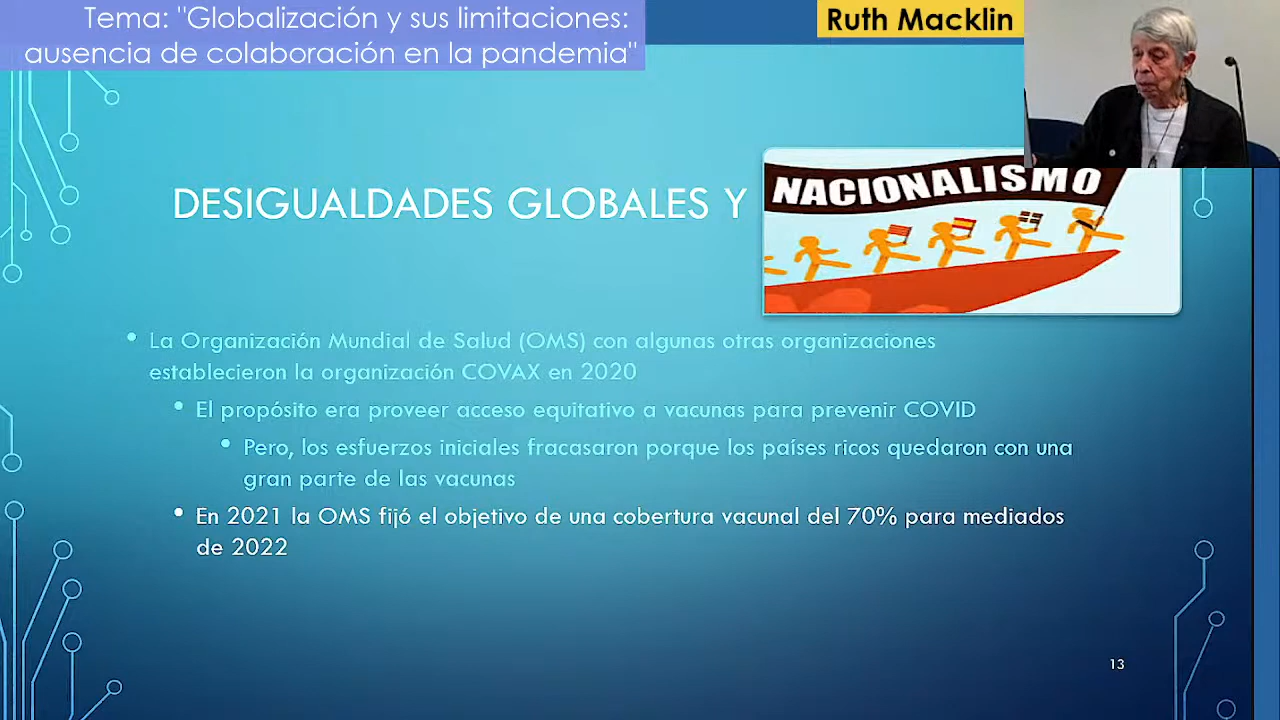 Tema: "Globalización y sus limitaciones:
ausencia de colaboración en la pandemia"
Ruth Macklin
DESIGUALDADES GLOBALES Y
NACIONALISMO
• La Organización Mundial de Salud (OMS) con algunas otras organizaciones
establecieron la organización COVAX en 2020
• El propósito era proveer acceso equitativo a vacunas para prevenir COVID
• Pero, los esfuerzos iniciales fracasaron porque los países ricos quedaron con una
gran parte de las vacunas
• En 2021 la OMS fijó el objetivo de una cobertura vacunal del 70% para mediados
de 2022
13